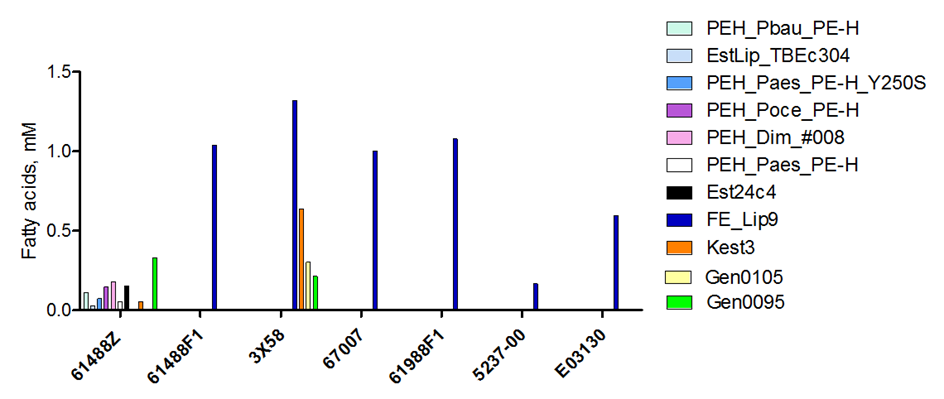 Fatty acids, mM
1.5
1.0
0.5
0.0
61488Z
61488F1
3X58
67007
61988F1
5237-00
E03130
PEH_Pbau_PE-H
EstLip_TBEc304
PEH_Paes_PE-H_Y250S
PEH_Poce_PE-H
PEH_Dim_#008
PEH_Paes_PE-H
Est24c4
FE_Lip9
Kest3
Gen0105
Gen0095